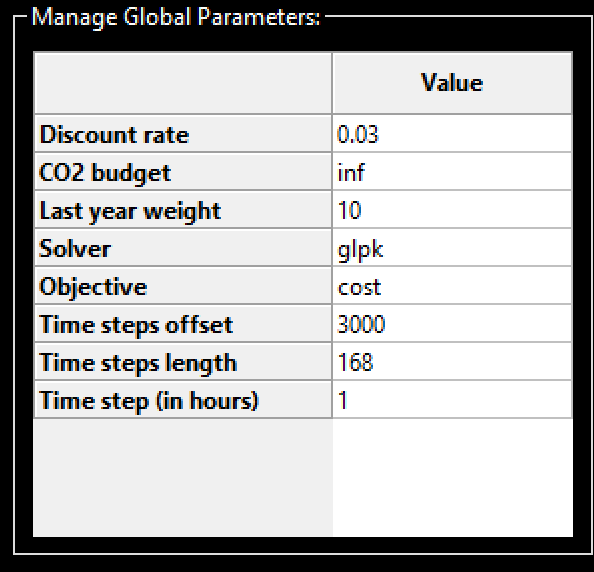 Manage Global Parameters:
Value
Discount rate 0.03
CO2 budget inf
Last year weight 10
Solver glpk
Objective cost
Time steps offset 3000
Time steps length 168
Time step (in hours) 1